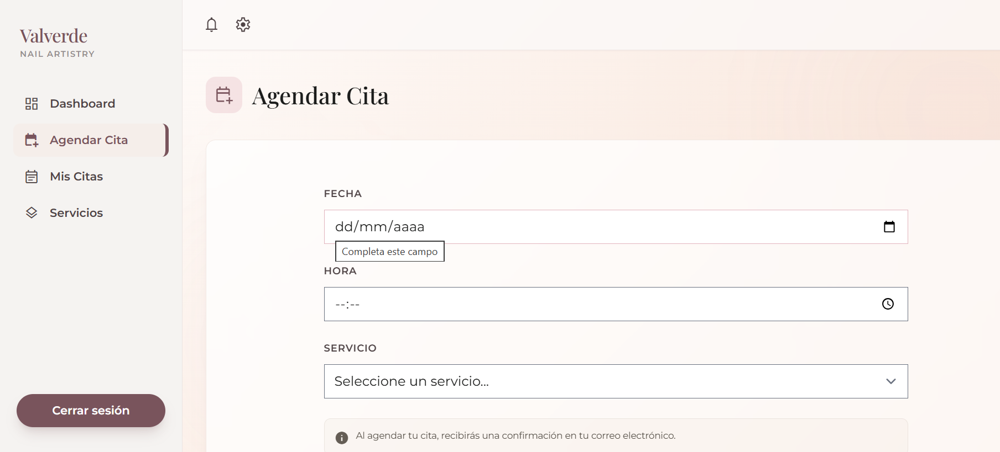 Valverde
NAIL ARTISTRY
Dashboard
Agendar Cita
Mis Citas
Servicios
Cerrar sesión
Agendar Cita
FECHA
dd/mm/aaaa
Completa este campo
HORA
--:--
SERVICIO
Seleccione un servicio...
Al agendar tu cita, recibirás una confirmación en tu correo electrónico.